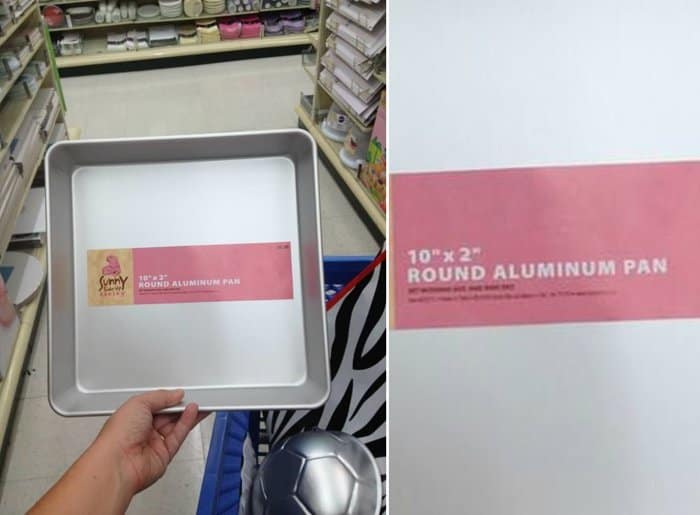 Sunny
10" x 2"
ROUND ALUMINUM PAN
10" x 2"
ROUND ALUMINUM PAN